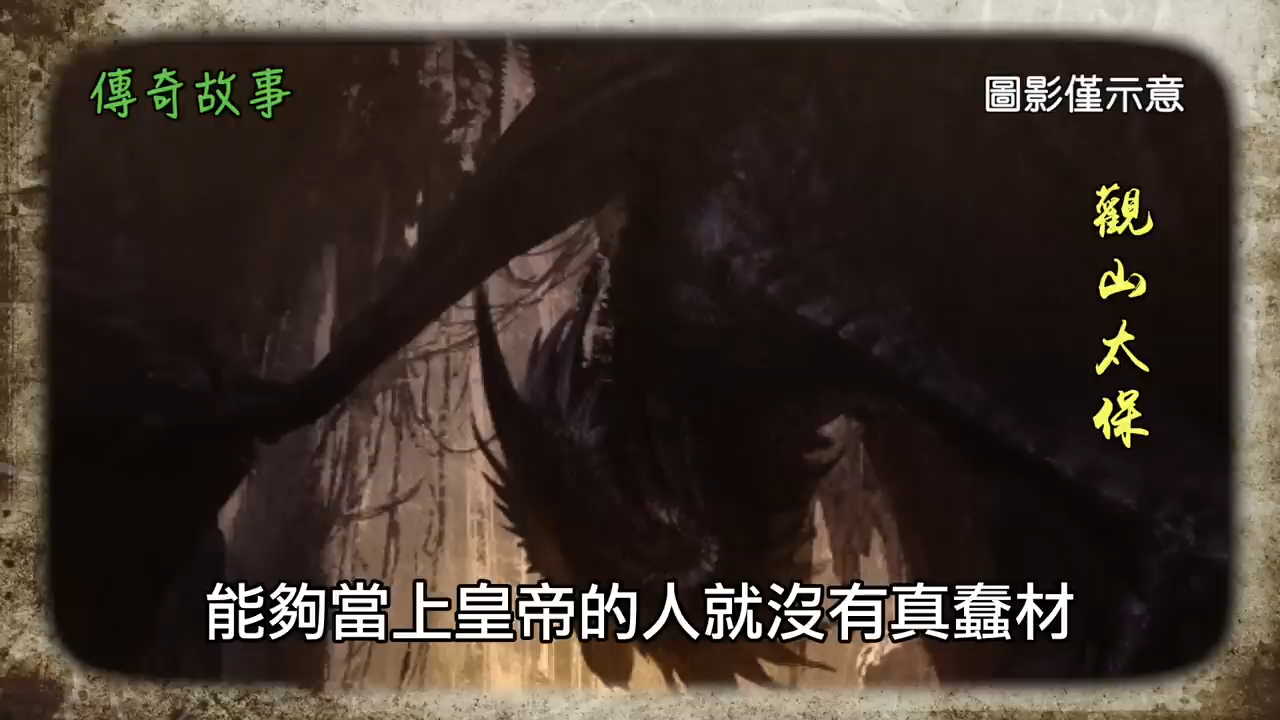 傳奇故事
圖影僅示意
觀山太保
能夠當上皇帝的人就沒有真蠢材